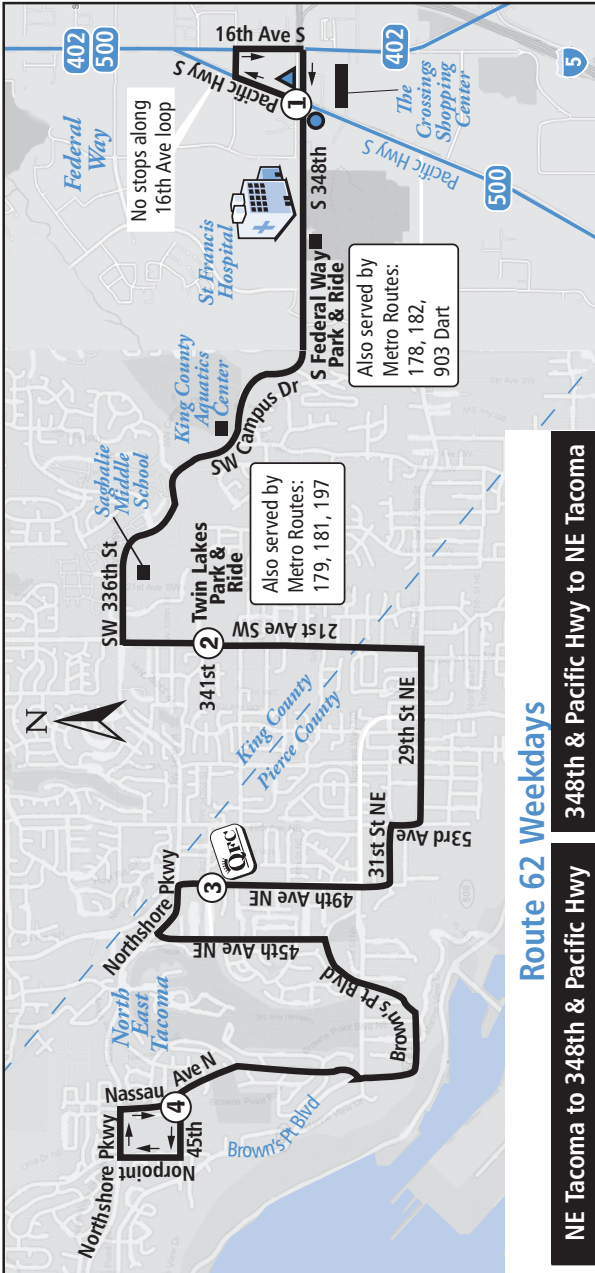 402
500
16th Ave S
402
5
Pacific Hwy S
1
The
Crossings
Shopping
Center
Federal
Way
No stops along
16th Ave loop
Pacific Hwy S
500
St Francis
Hospital
S 348th
S Federal Way
Park & Ride
Also served by
Metro Routes:
178, 182,
903 Dart
King County
Aquatics
Center
SW Campus Dr
Saghalie
Middle
School
SW 336th St
Twin Lakes
Park &
Ride
Also served by
Metro Routes:
179, 181, 197
2
341st
21st Ave SW
N
King County
Pierce County
29th St NE
31st St NE
53rd Ave
QFC
3
Northshore Pkwy
49th Ave NE
45th Ave NE
Brown's Pt Blvd
North
East
Tacoma
Nassau
Ave N
4
45th
Norpoint
Northshore Pkwy
Brown's Pt Blvd
Route 62 Weekdays
NE Tacoma to 348th & Pacific Hwy
348th & Pacific Hwy to NE Tacoma